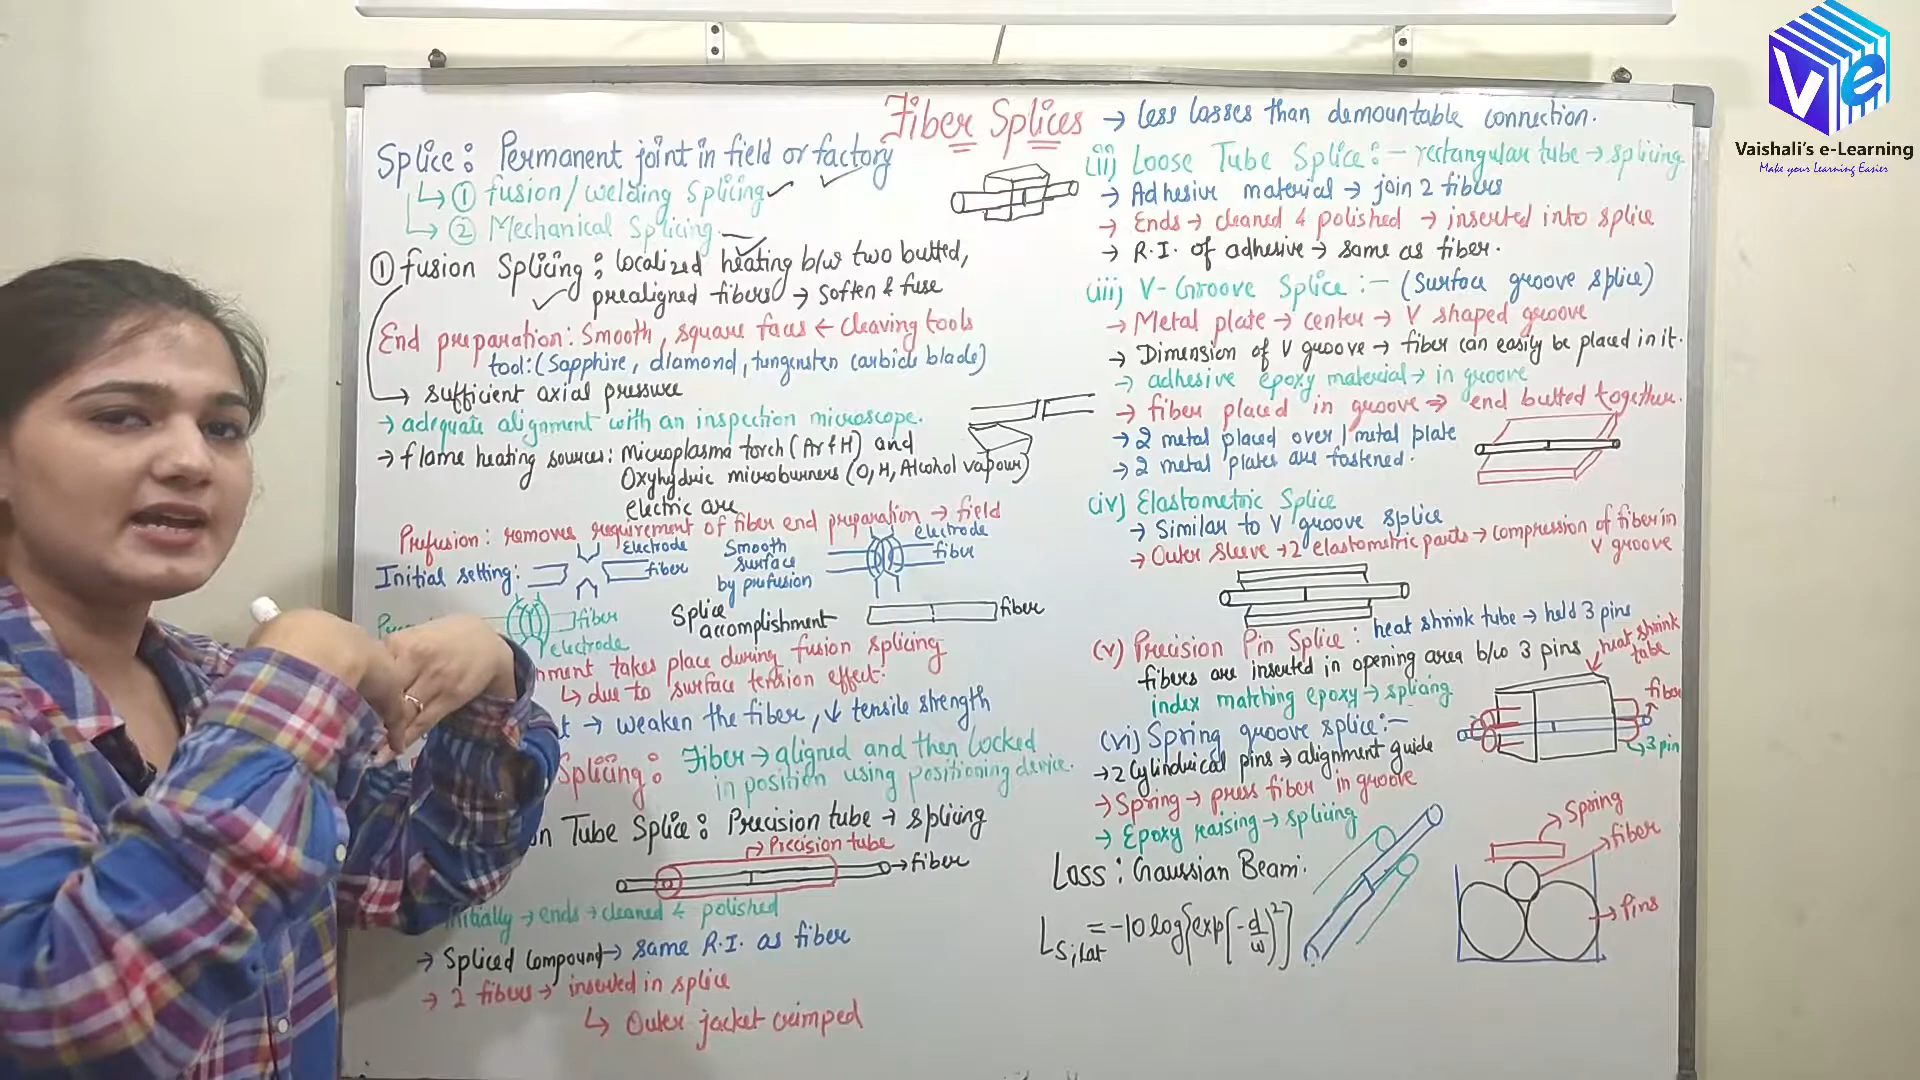 Vaishali's e-Learning
Make your Learning Easier
Fiber Splices → Less losses than demountable connection.
Splice: Permanent joint in field or factory
↳ ① fusion/welding splicing
↳ ② Mechanical Splicing
① fusion Splicing: localized heating b/w two butted,
prealigned fibers → soften & fuse
End preparation: Smooth, square faces ← cleaving tools
tool: (Sapphire, diamond, tungunsten carbide blade)
→ sufficient axial pressure
→ adequate alignment with an inspection microscope.
→ flame heating sources: microplasma torch (Ar & H) and
Oxyhydric microburners (O, H, Alcohol vapour)
electric arc
Prefusion: removes requirement of fiber end preparation → field
Initial setting:
Electrode
fiber
Smooth
surface
by prefusion
electrode
fiber
fiber
electrode
Splice
accomplishment
fiber
nment takes place during fusion splicing
↳ due to surface tension effect.
t → weaken the fiber, ↓ tensile strength
Splicing: Fiber → aligned and then locked
in position using positioning device.
on Tube Splice: Precision tube → splicing
→ Precision tube
→ fiber
Initially → ends → cleaned & polished
→ Spliced Compound → same R.I. as fiber
→ 2 fibers → inserted in splice
↳ Outer jacket crimped
(ii) Loose Tube Splice:- rectangular tube → splicing
→ Adhesive material → join 2 fibers
→ Ends → cleaned & polished → inserted into splice
→ R.I. of adhesive → same as fiber.
(iii) V-Groove Splice:- (Surface groove splice)
→ Metal plate → center → V shaped groove
→ Dimension of V groove → fiber can easily be placed in it.
→ adhesive epoxy material → in groove
→ fiber placed in groove ⇒ end butted together.
→ 2 metal placed over 1 metal plate
→ 2 metal plates are fastened.
(iv) Elastometric Splice
→ Similar to V groove splice
→ Outer sleeve → 2 elastometric parts → compression of fiber in
V groove
(v) Precision Pin Splice: heat shrink tube → held 3 pins
fibers are inserted in opening area b/w 3 pins
index matching epoxy → splicing
heat shrink
tube
fiber
3 pin
(vi) Spring groove splice:-
→ 2 Cylindrical pins ⇒ alignment guide
→ Spring → press fiber in groove
→ Epoxy raising → splicing
Spring
fiber
Pins
Loss: Gaussian Beam.
L s,lat = -10 log{exp(-d/ω)²}